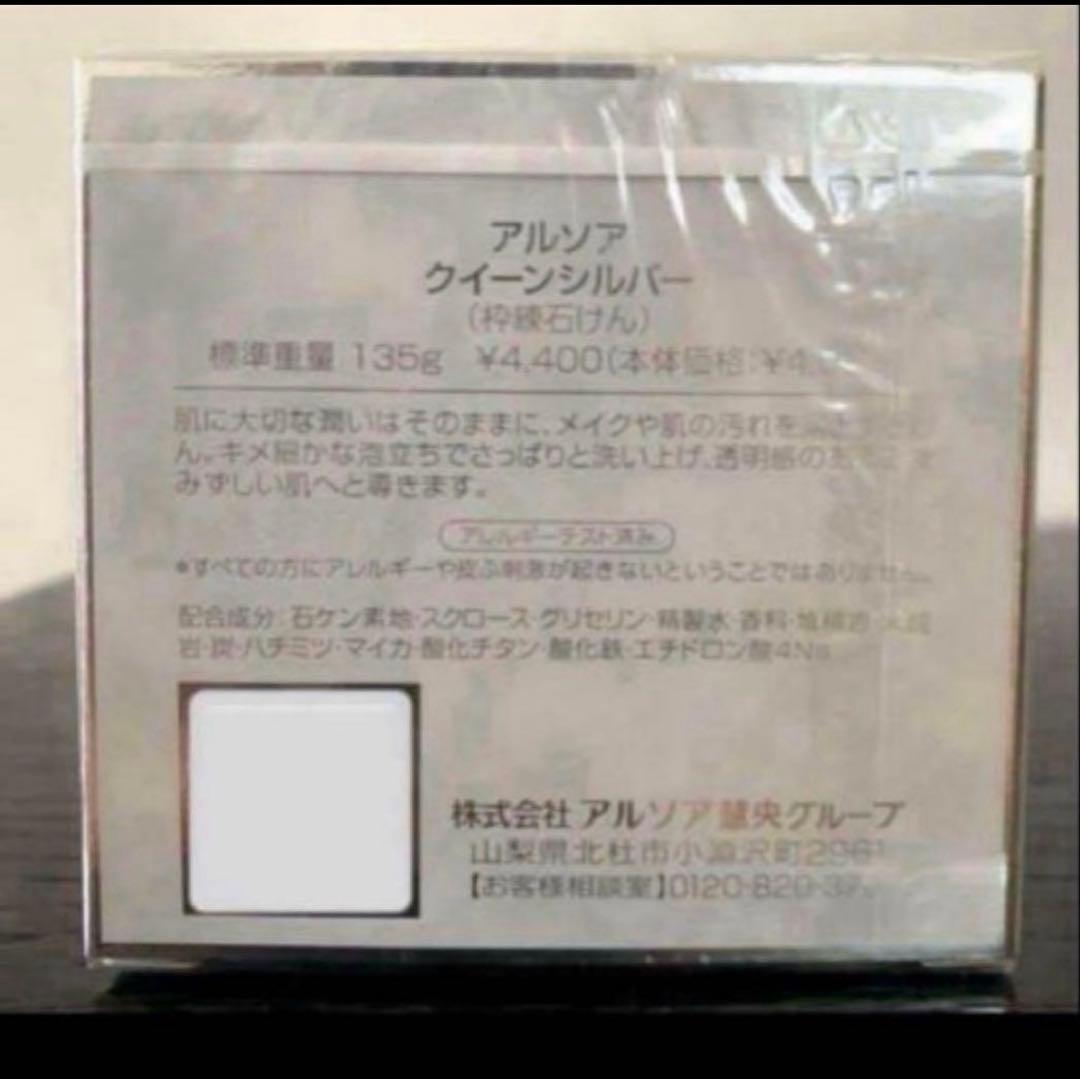 アルソア
クイーンシルバー
（枠練石けん）
標準重量 135g ¥4,400(本体価格:¥4,
肌に大切な潤いはそのままに、メイクや肌の汚れを
ん。キメ細かな泡立ちでさっぱりと洗い上げ、透明感の
みずしい肌へと導きます。
アレルギーテスト済み
*すべての方にアレルギーや皮ふ刺激が起きないということではありません。
配合成分:石ケン素地・スクロース・グリセリン・精製水・香料・堆積岩・火成
岩・炭・ハチミツ・マイカ・酸化チタン・酸化鉄・エチドロン酸4Na
株式会社 アルソア慧央グループ
山梨県北杜市小淵沢町2961
【お客様相談室】0120-820-37